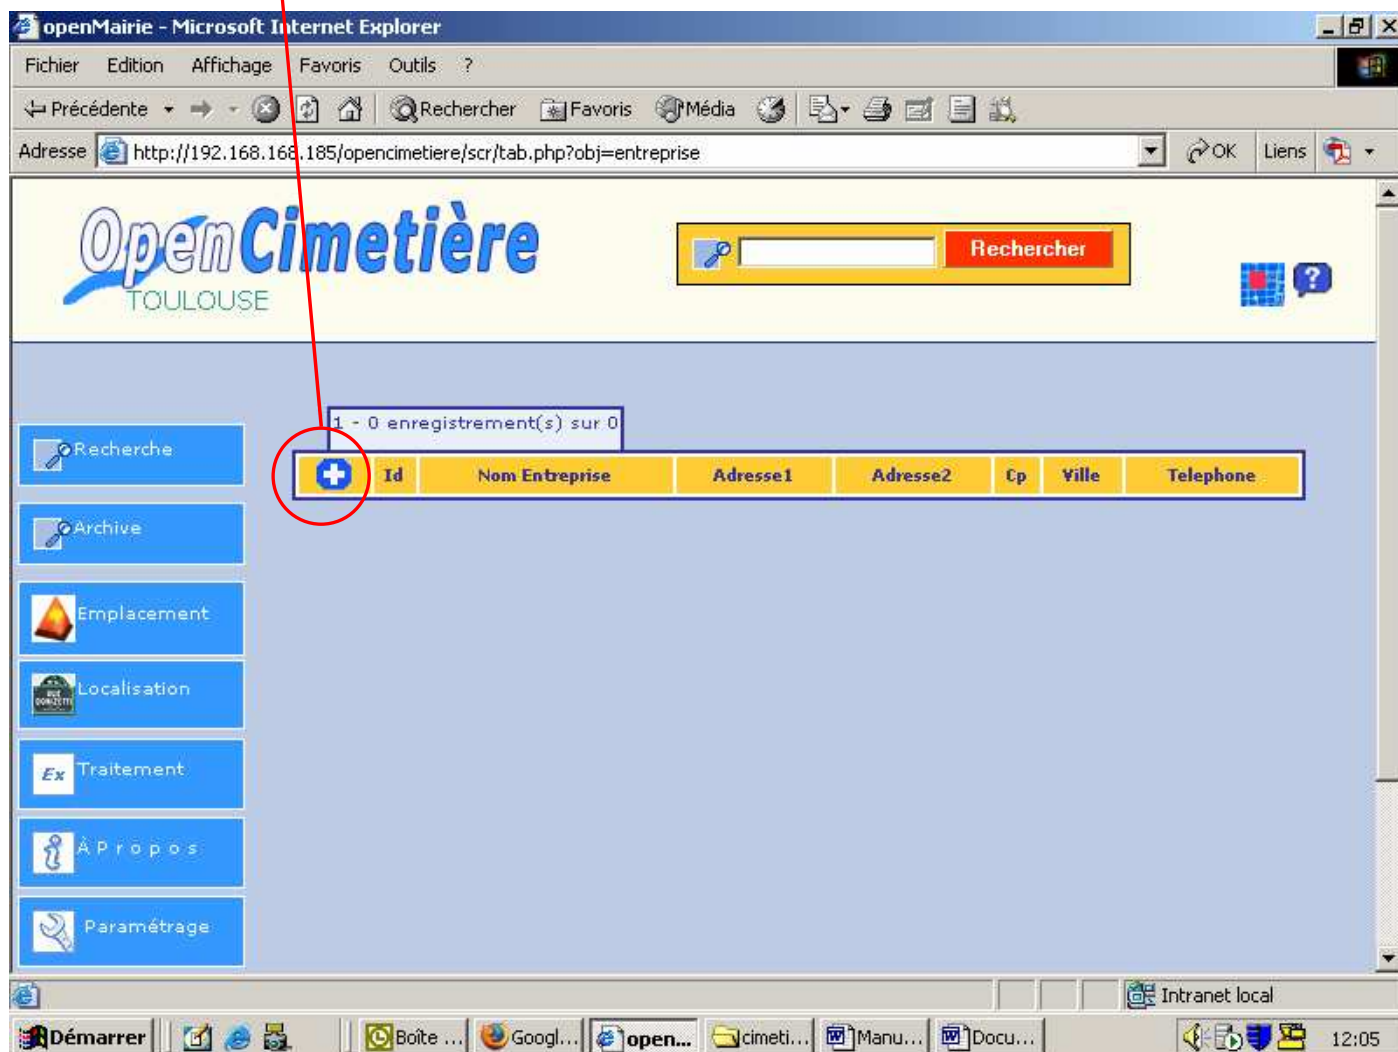 openMairie - Microsoft Internet Explorer
Fichier Edition Affichage Favoris Outils ?
Précédente Rechercher Favoris Média
Adresse http://192.168.168.185/opencimetiere/scr/tab.php?obj=entreprise OK Liens
OpenCimetière
TOULOUSE
Rechercher
1 - 0 enregistrement(s) sur 0
Id Nom Entreprise Adresse1 Adresse2 Cp Ville Telephone
Recherche
Archive
Emplacement
Localisation
Ex Traitement
À P r o p o s
Paramétrage
Intranet local
Démarrer Boîte ... Googl... open... cimeti... Manu... Docu... 12:05